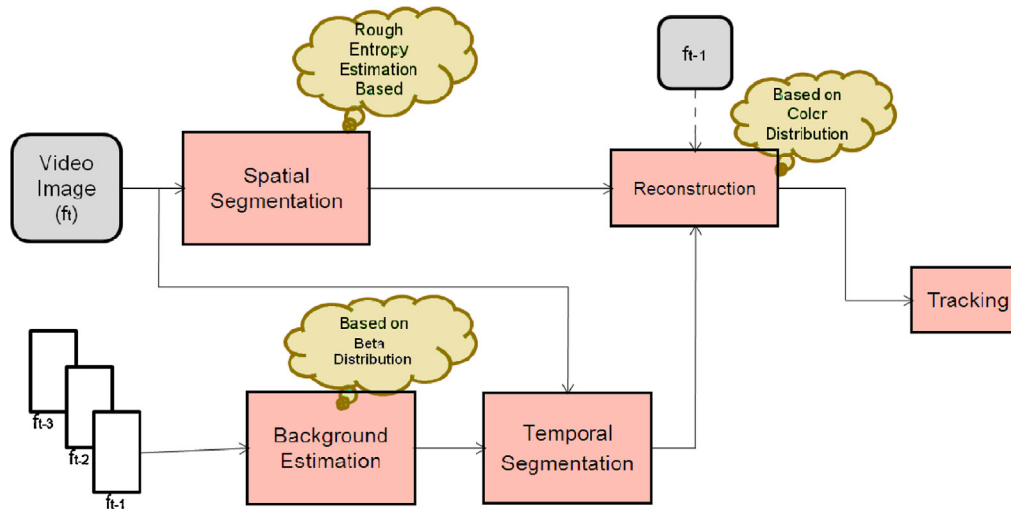 Rough
Entropy
Estimation
Based
ft-1
Based on
Color
Distribution
Video
Image
(ft)
Spatial
Segmentation
Reconstruction
Tracking
Based on
Beta
Distribution
ft-3
ft-2
ft-1
Background
Estimation
Temporal
Segmentation